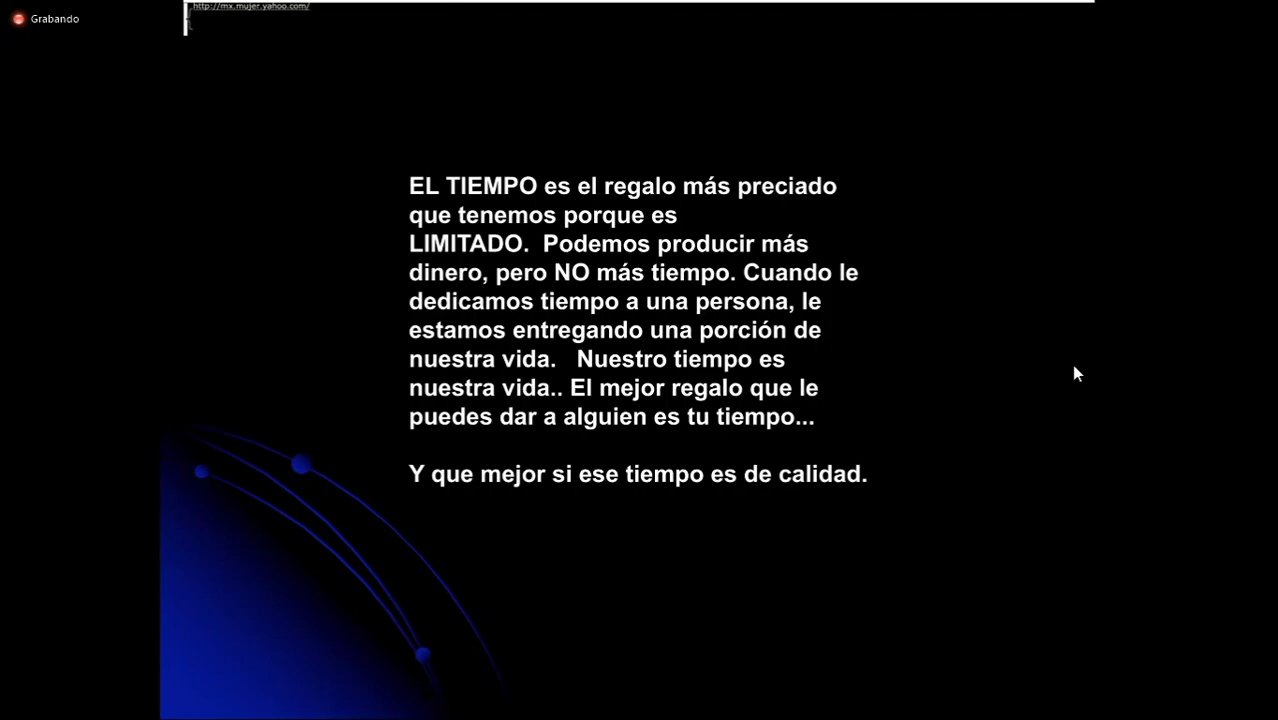 http://mx.mujer.yahoo.com/
Grabando
EL TIEMPO es el regalo más preciado
que tenemos porque es
LIMITADO.  Podemos producir más
dinero, pero NO más tiempo. Cuando le
dedicamos tiempo a una persona, le
estamos entregando una porción de
nuestra vida.   Nuestro tiempo es
nuestra vida.. El mejor regalo que le
puedes dar a alguien es tu tiempo...
Y que mejor si ese tiempo es de calidad.